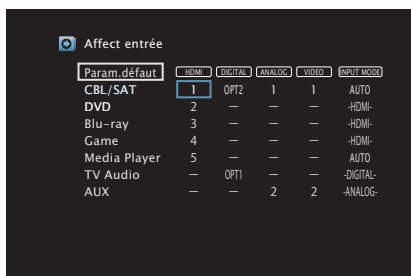 Affect entrée
Param.défaut HDMI DIGITAL ANALOG VIDEO INPUT MODE
CBL/SAT 1 OPT2 1 1 AUTO
DVD 2 – – – -HDMI-
Blu-ray 3 – – – -HDMI-
Game 4 – – – -HDMI-
Media Player 5 – – – AUTO
TV Audio – OPT1 – – -DIGITAL-
AUX – – 2 2 -ANALOG-